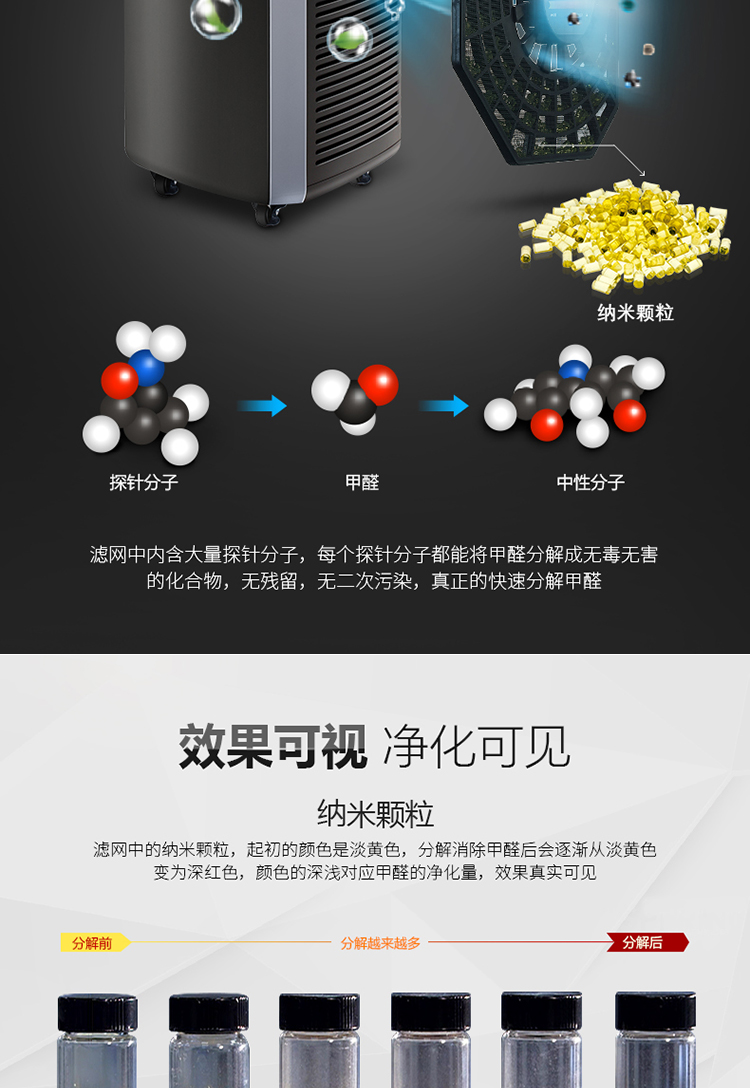 纳米颗粒
探针分子
甲醛
中性分子
滤网中内含大量探针分子，每个探针分子都能将甲醛分解成无毒无害
的化合物，无残留，无二次污染，真正的快速分解甲醛
效果可视 净化可见
纳米颗粒
滤网中的纳米颗粒，起初的颜色是淡黄色，分解消除甲醛后会逐渐从淡黄色
变为深红色，颜色的深浅对应甲醛的净化量，效果真实可见
分解前
分解越来越多
分解后